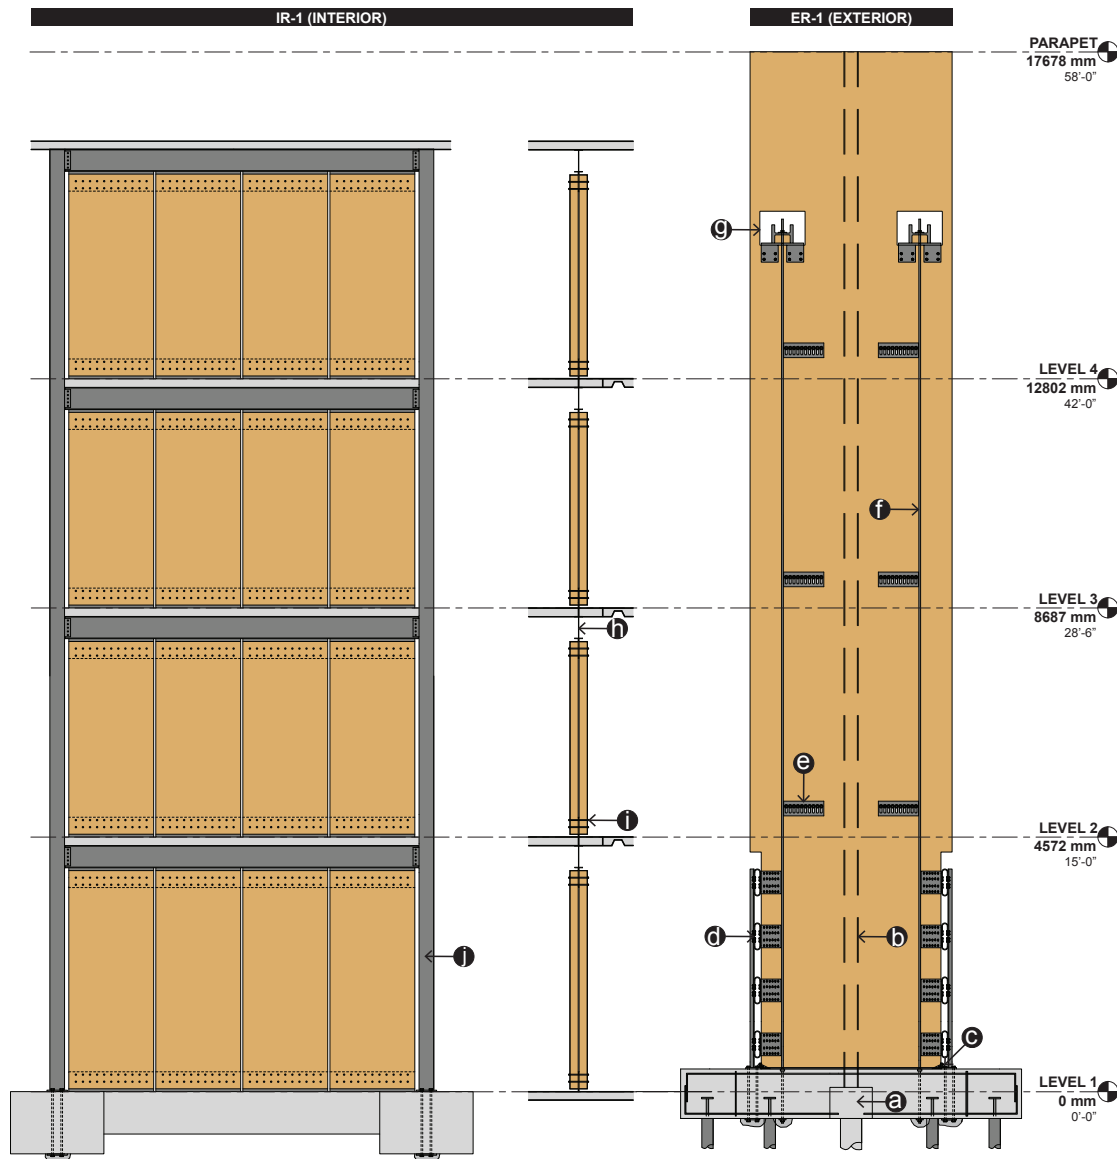 IR-1 (INTERIOR)
ER-1 (EXTERIOR)
PARAPET
17678 mm
58'-0"
g
LEVEL 4
12802 mm
42'-0"
f
LEVEL 3
8687 mm
28'-6"
h
e
i
LEVEL 2
4572 mm
15'-0"
d
b
j
c
LEVEL 1
0 mm
0'-0"
a